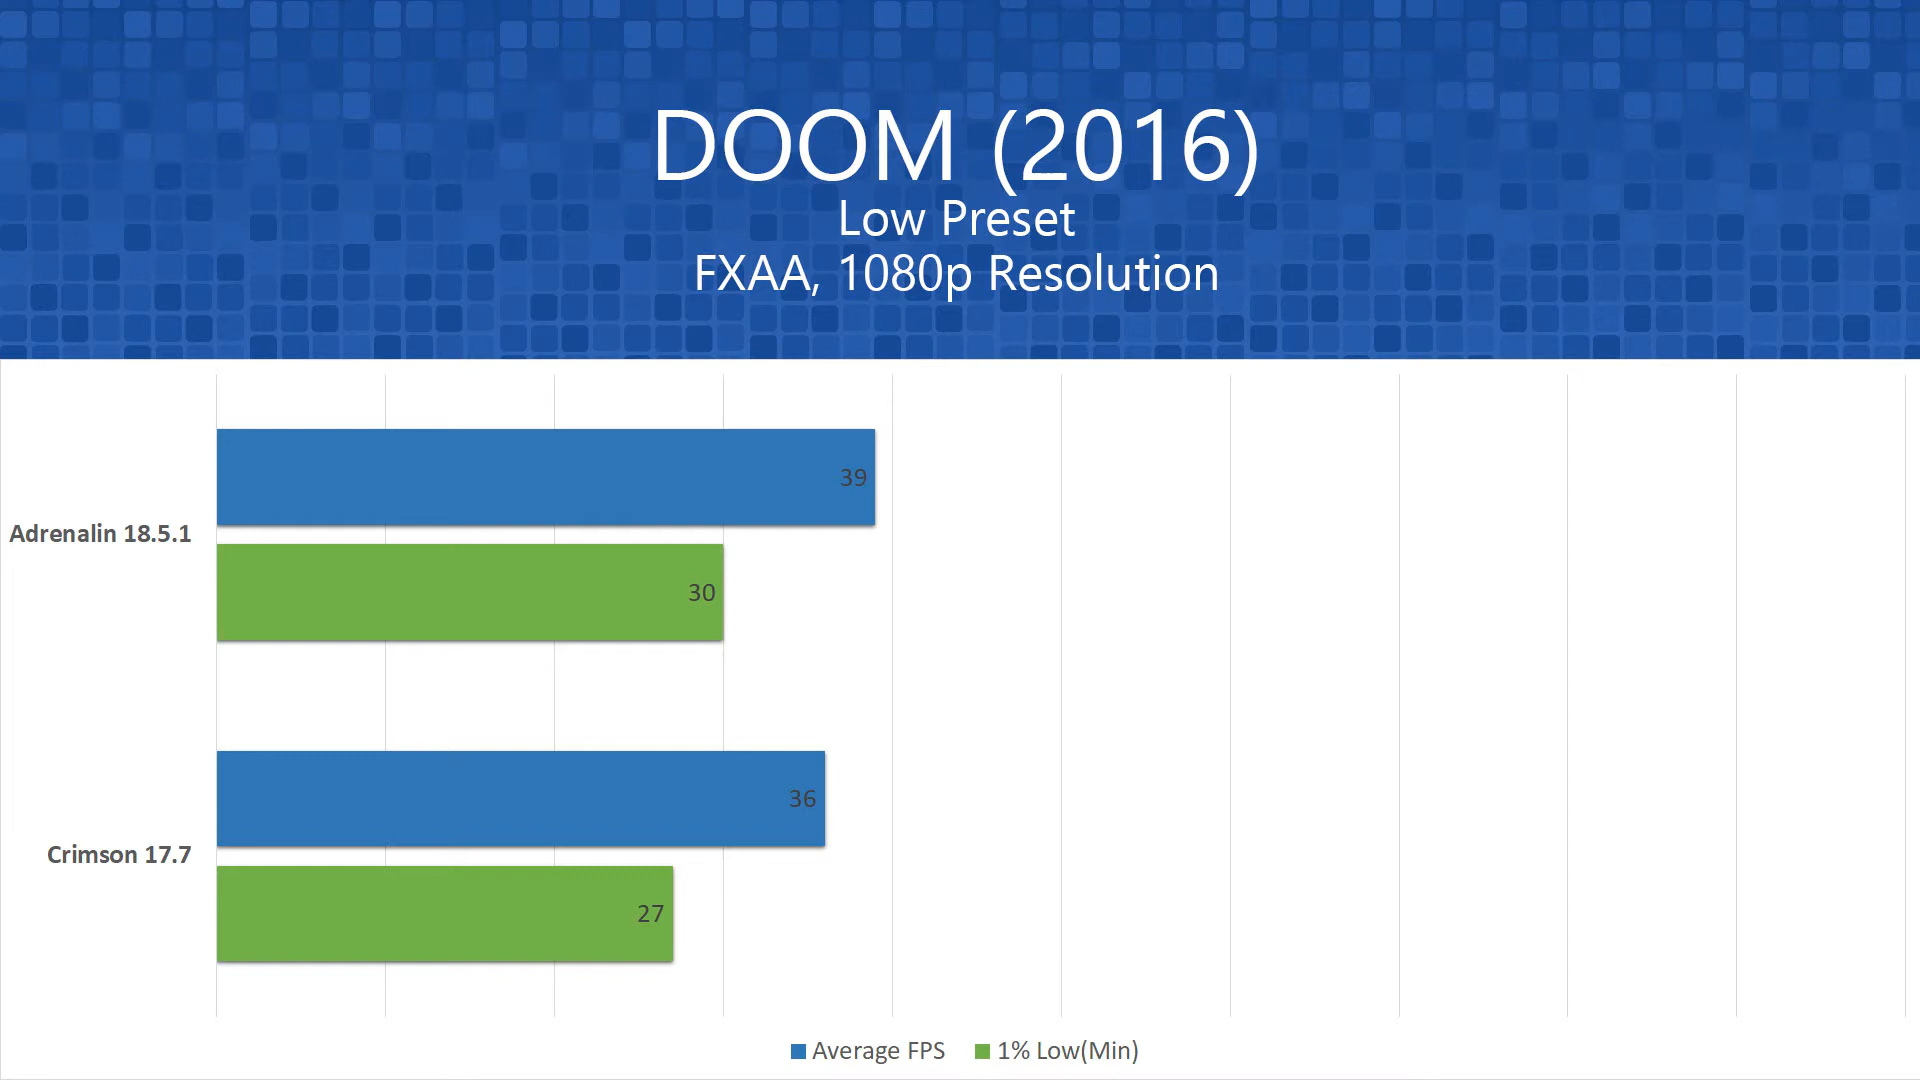 DOOM (2016)
Low Preset
FXAA, 1080p Resolution
39
Adrenalin 18.5.1
30
36
Crimson 17.7
27
Average FPS 1% Low(Min)